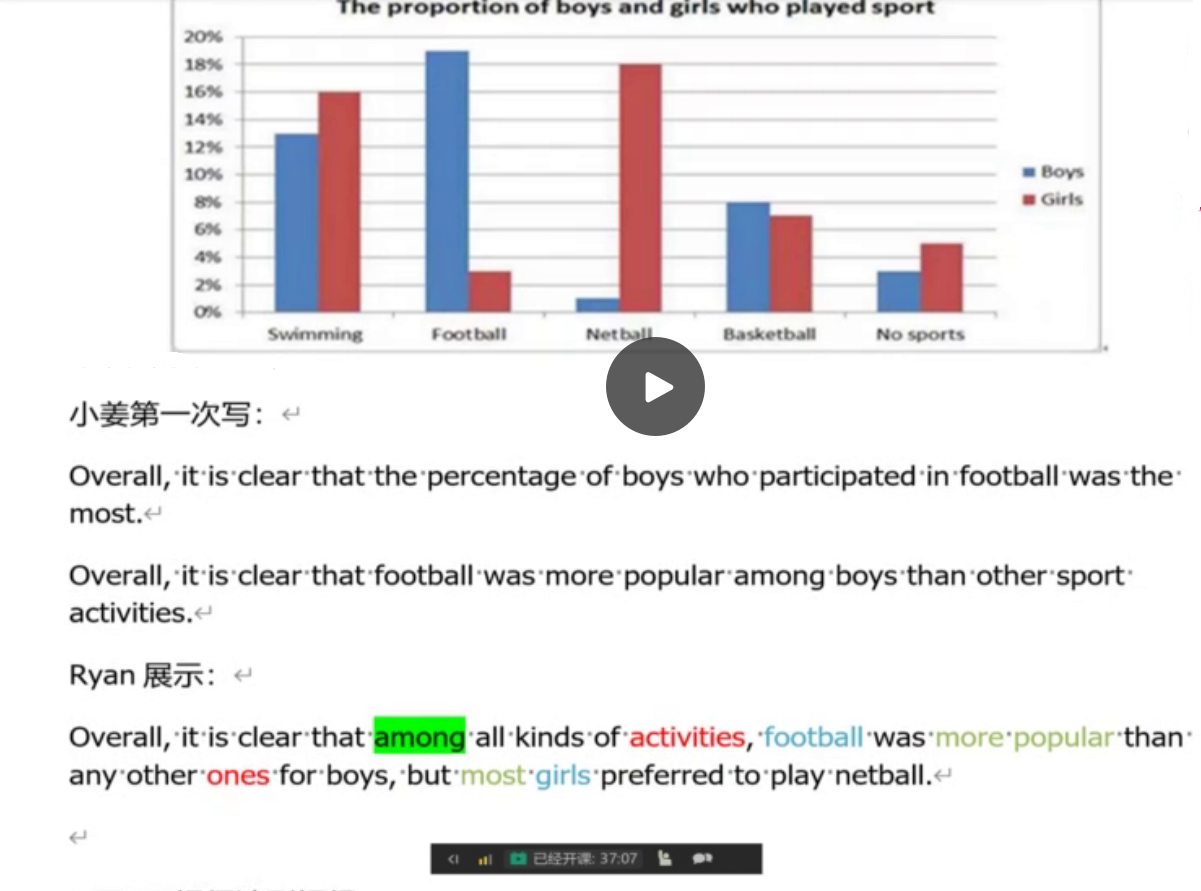 The proportion of boys and girls who played sport
20%
18%
16%
14%
12%
10%
8%
6%
4%
2%
0%
Boys
Girls
Swimming Football Netball Basketball No sports
小姜第一次写：
Overall, it is clear that the percentage of boys who participated in football was the
most.
Overall, it is clear that football was more popular among boys than other sport
activities.
Ryan 展示：
Overall, it is clear that among all kinds of activities, football was more popular than
any other ones for boys, but most girls preferred to play netball.
已经开课: 37:07